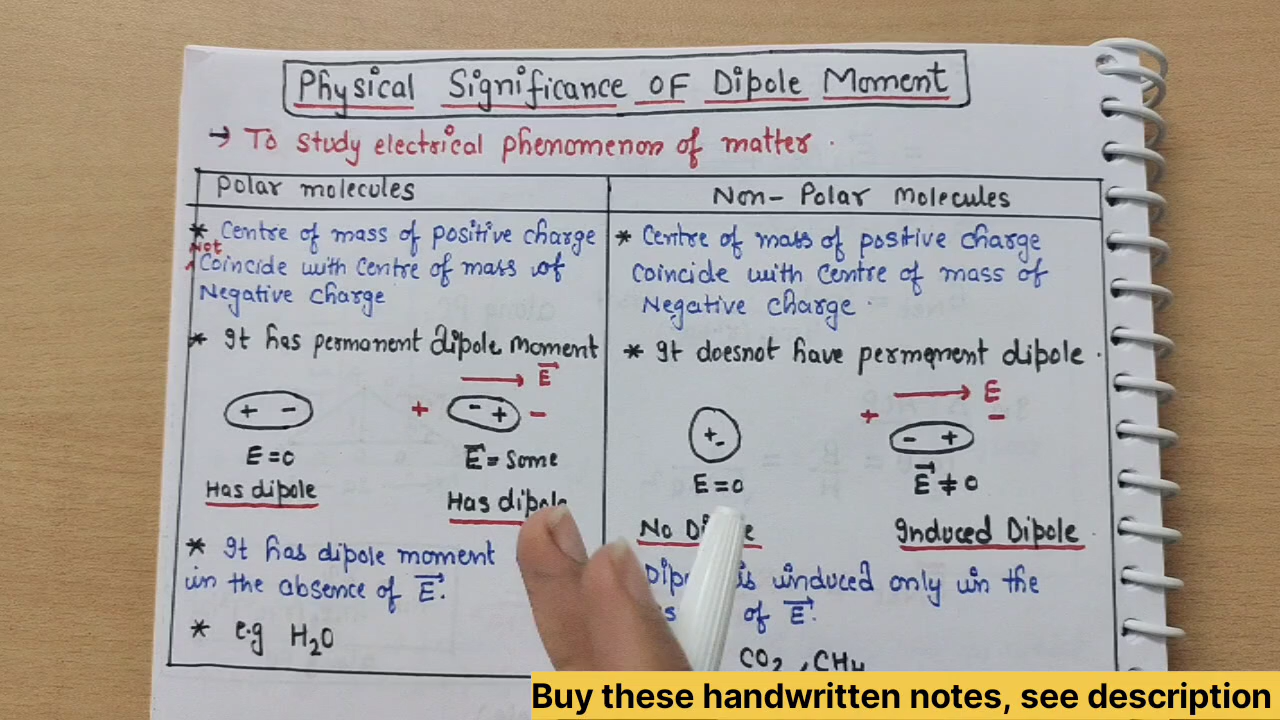 Physical Significance OF Dipole Moment
→ To study electrical phenomenon of matter.
Polar molecules
* Centre of mass of positive charge
Not
Coincide with Centre of mass of
Negative Charge
* It has permanent dipole moment
→ E
+ - + - + -
E=0 E = Some
Has dipole Has dipole
* It has dipole moment
in the absence of E.
* e.g H₂O
Non-Polar Molecules
* Centre of mass of positive charge
Coincide with Centre of mass of
Negative Charge.
* It doesnot have permenent dipole.
→ E
+ - + - + -
E=0 E ≠ 0
No Induced Dipole
is induced only in the
of E.
CO₂, CH₄
Buy these handwritten notes, see description